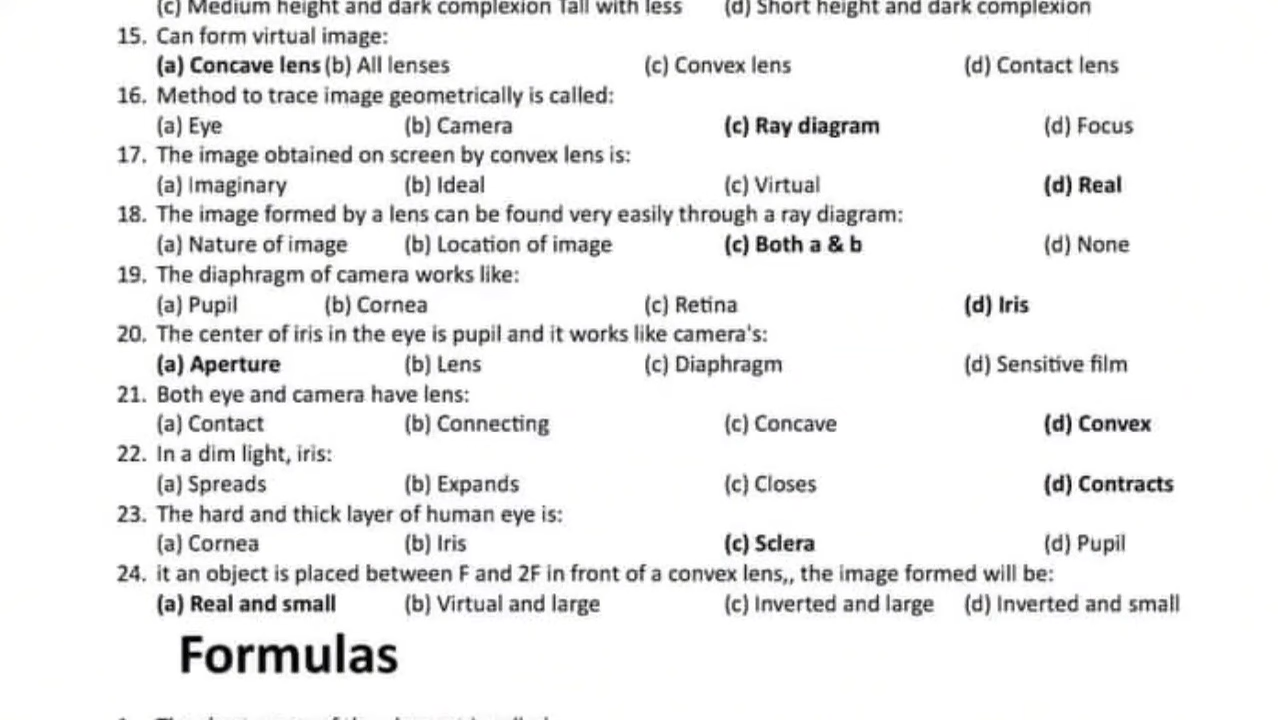 (c) Medium height and dark complexion Tall with less (d) Short height and dark complexion
15. Can form virtual image:
(a) Concave lens (b) All lenses (c) Convex lens (d) Contact lens
16. Method to trace image geometrically is called:
(a) Eye (b) Camera (c) Ray diagram (d) Focus
17. The image obtained on screen by convex lens is:
(a) Imaginary (b) Ideal (c) Virtual (d) Real
18. The image formed by a lens can be found very easily through a ray diagram:
(a) Nature of image (b) Location of image (c) Both a & b (d) None
19. The diaphragm of camera works like:
(a) Pupil (b) Cornea (c) Retina (d) Iris
20. The center of iris in the eye is pupil and it works like camera's:
(a) Aperture (b) Lens (c) Diaphragm (d) Sensitive film
21. Both eye and camera have lens:
(a) Contact (b) Connecting (c) Concave (d) Convex
22. In a dim light, iris:
(a) Spreads (b) Expands (c) Closes (d) Contracts
23. The hard and thick layer of human eye is:
(a) Cornea (b) Iris (c) Sclera (d) Pupil
24. it an object is placed between F and 2F in front of a convex lens,, the image formed will be:
(a) Real and small (b) Virtual and large (c) Inverted and large (d) Inverted and small
Formulas